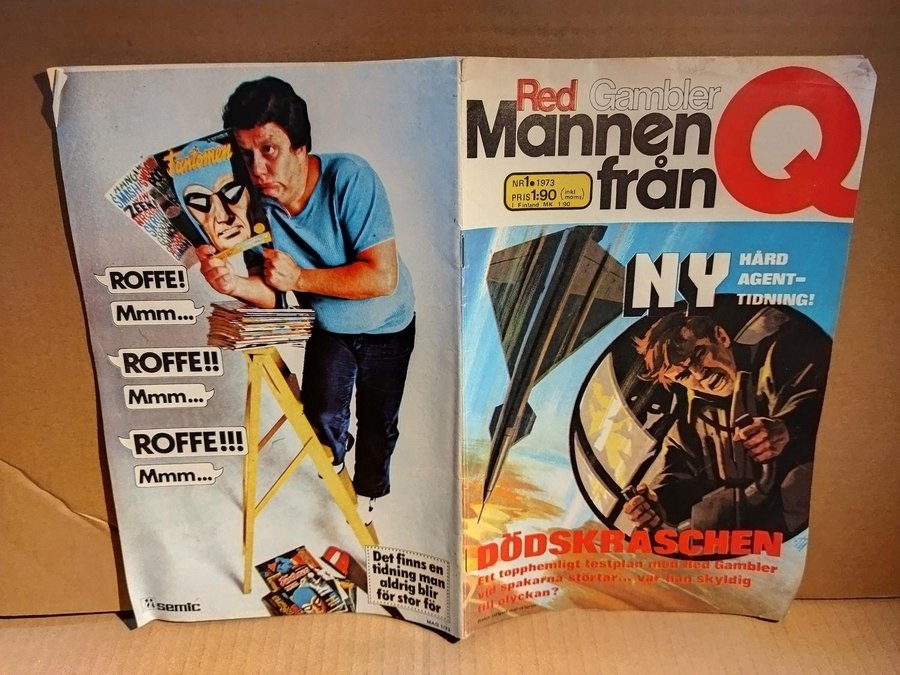 ROFFE!
Mmm...
ROFFE!!
Mmm...
ROFFE!!!
Mmm...
Fantomen
Det finns en
tidning man
aldrig blir
för stor för
semic
Red Gambler
Mannen
från
Q
NR 1• 1973
PRIS 1:90 (inkl moms)
I Finland MK 1.90
NY
HÅRD
AGENT-
TIDNING!
DÖDSKRASCHEN
Ett topphemligt testplan med Red Gambler
vid spakarna störtar... var han skyldig
till olyckan?